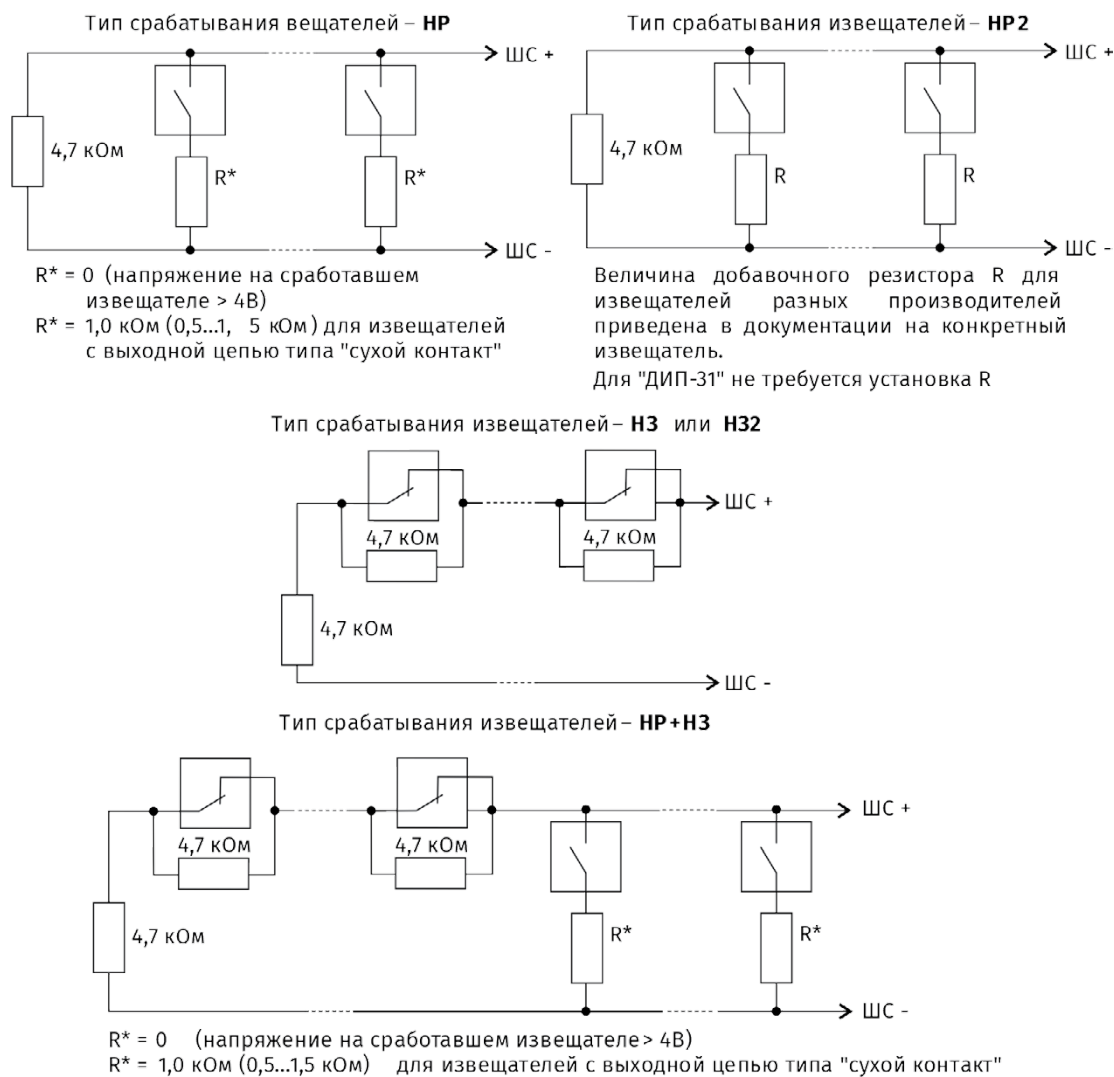 Тип срабатывания вещателей – НР
ШС +
4,7 кОм
R*
R*
ШС -
R* = 0 (напряжение на сработавшем
извещателе > 4В)
R* = 1,0 кОм (0,5...1, 5 кОм) для извещателей
с выходной цепью типа "сухой контакт"
Тип срабатывания извещателей – НР2
ШС +
4,7 кОм
R
R
ШС -
Величина добавочного резистора R для
извещателей разных производителей
приведена в документации на конкретный
извещатель.
Для "ДИП-31" не требуется установка R
Тип срабатывания извещателей – НЗ или НЗ2
ШС +
4,7 кОм
4,7 кОм
4,7 кОм
ШС -
Тип срабатывания извещателей – НР+НЗ
ШС +
4,7 кОм
4,7 кОм
4,7 кОм
R*
R*
ШС -
R* = 0 (напряжение на сработавшем извещателе> 4В)
R* = 1,0 кОм (0,5...1,5 кОм) для извещателей с выходной цепью типа "сухой контакт"